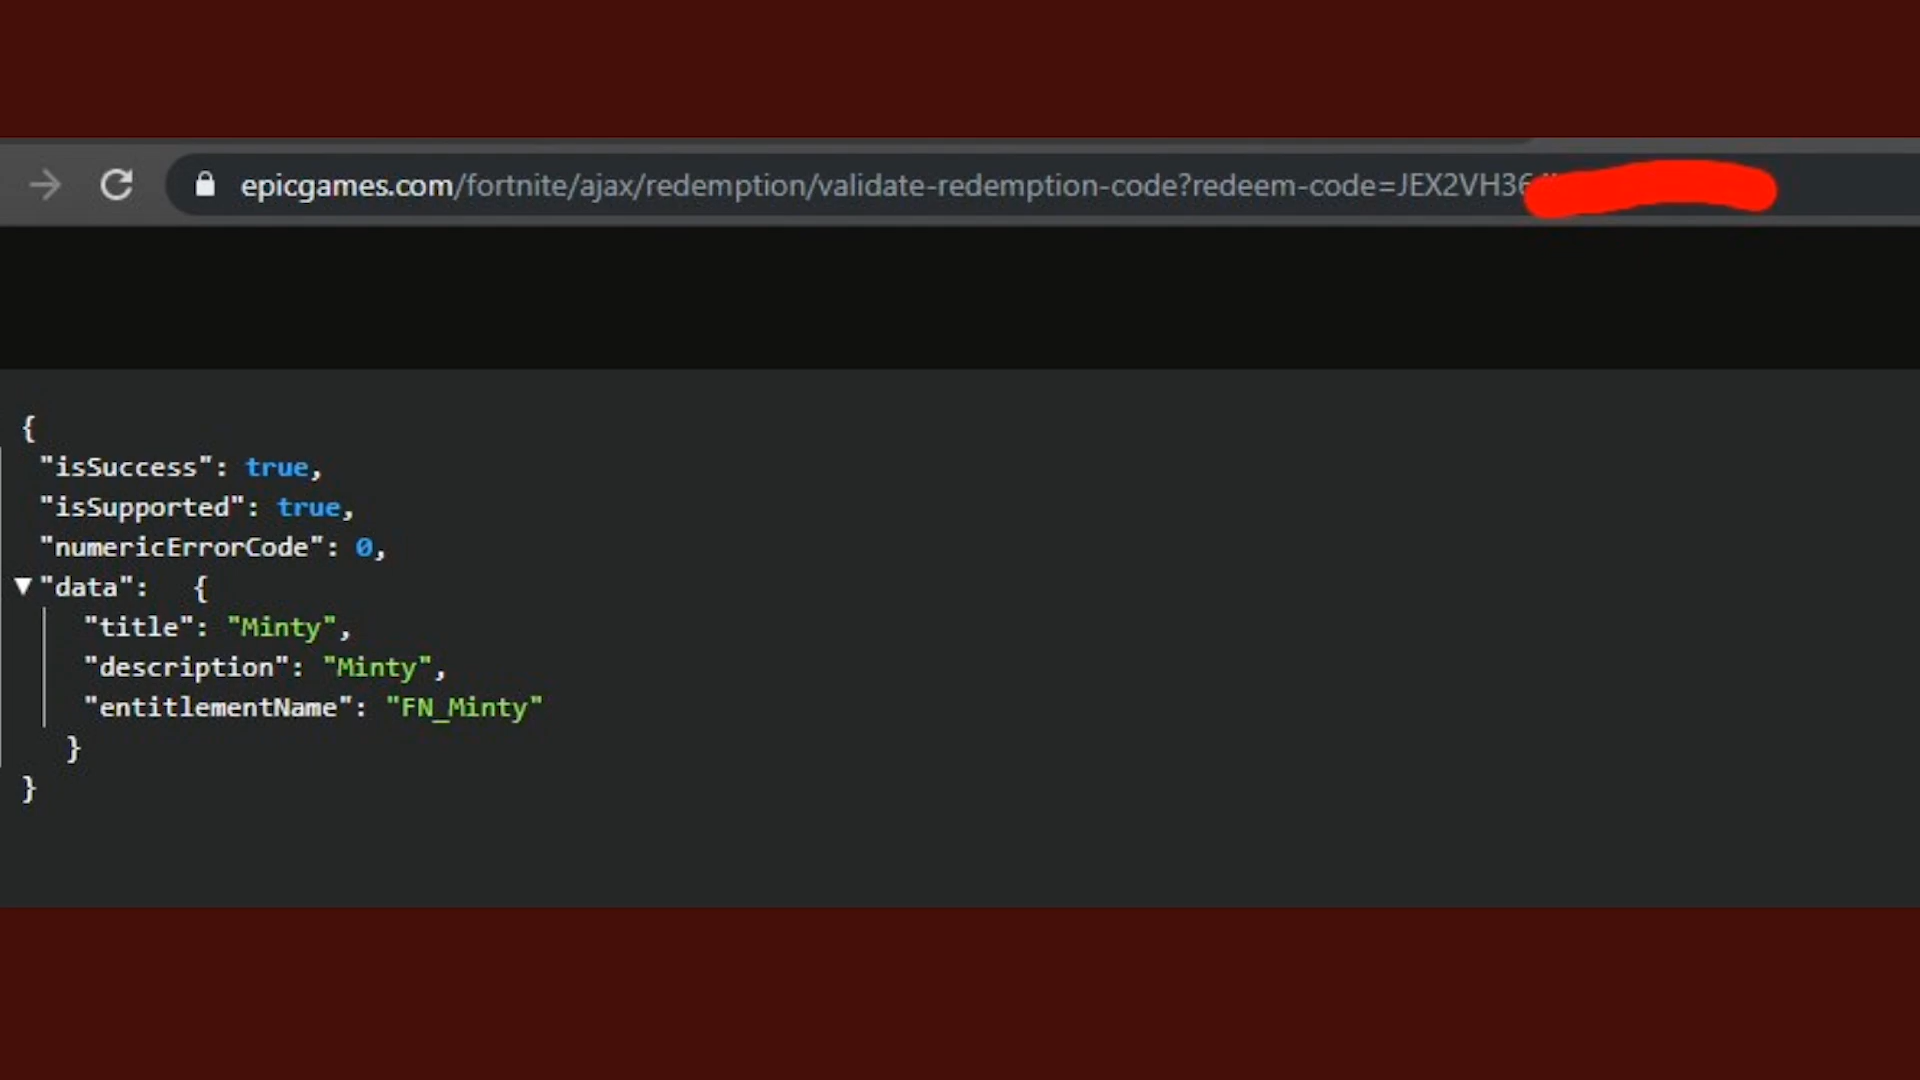 epicgames.com/fortnite/ajax/redemption/validate-redemption-code?redeem-code=JEX2VH36
{
"isSuccess": true,
"isSupported": true,
"numericErrorCode": 0,
▼ "data": {
"title": "Minty",
"description": "Minty",
"entitlementName": "FN_Minty"
}
}